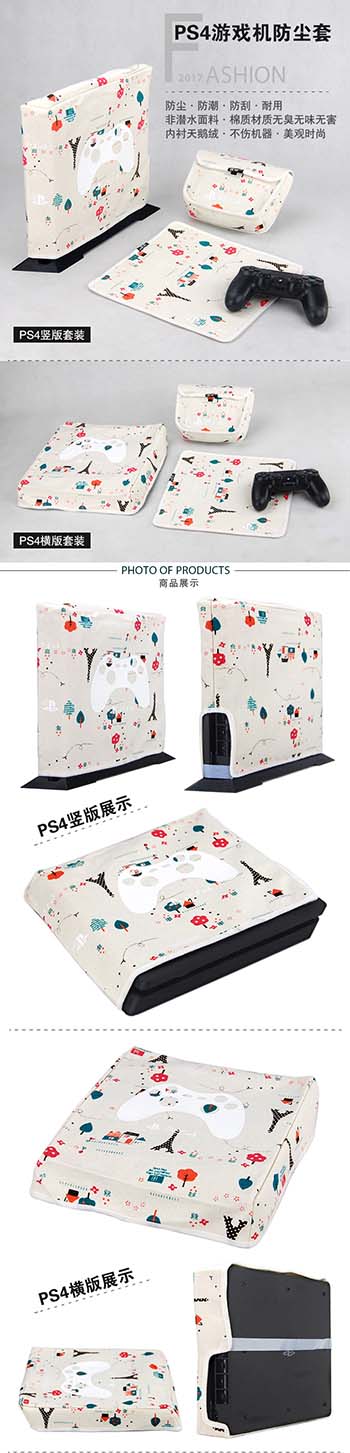 PS4游戏机防尘套
FASHION
2017
防尘·防潮·防刮·耐用
非潜水面料·棉质材质无臭无味无害
内衬天鹅绒·不伤机器·美观时尚
PS4竖版套装
PS4横版套装
PHOTO OF PRODUCTS
商品展示
PS4竖版展示
PS4横版展示